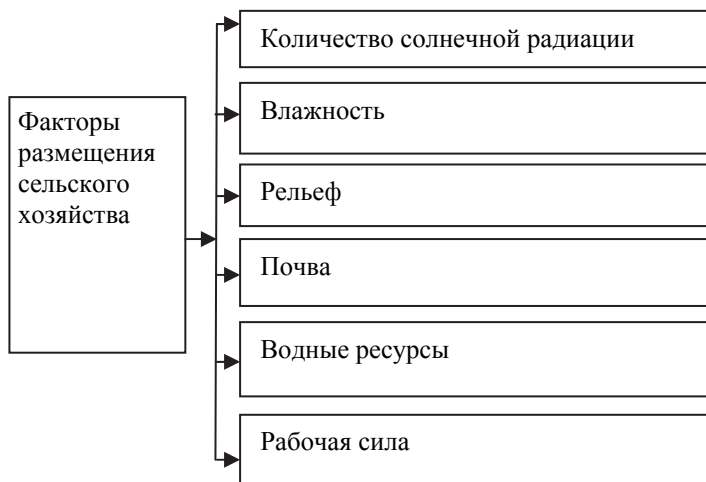 Факторы
размещения
сельского
хозяйства
Количество солнечной радиации
Влажность
Рельеф
Почва
Водные ресурсы
Рабочая сила